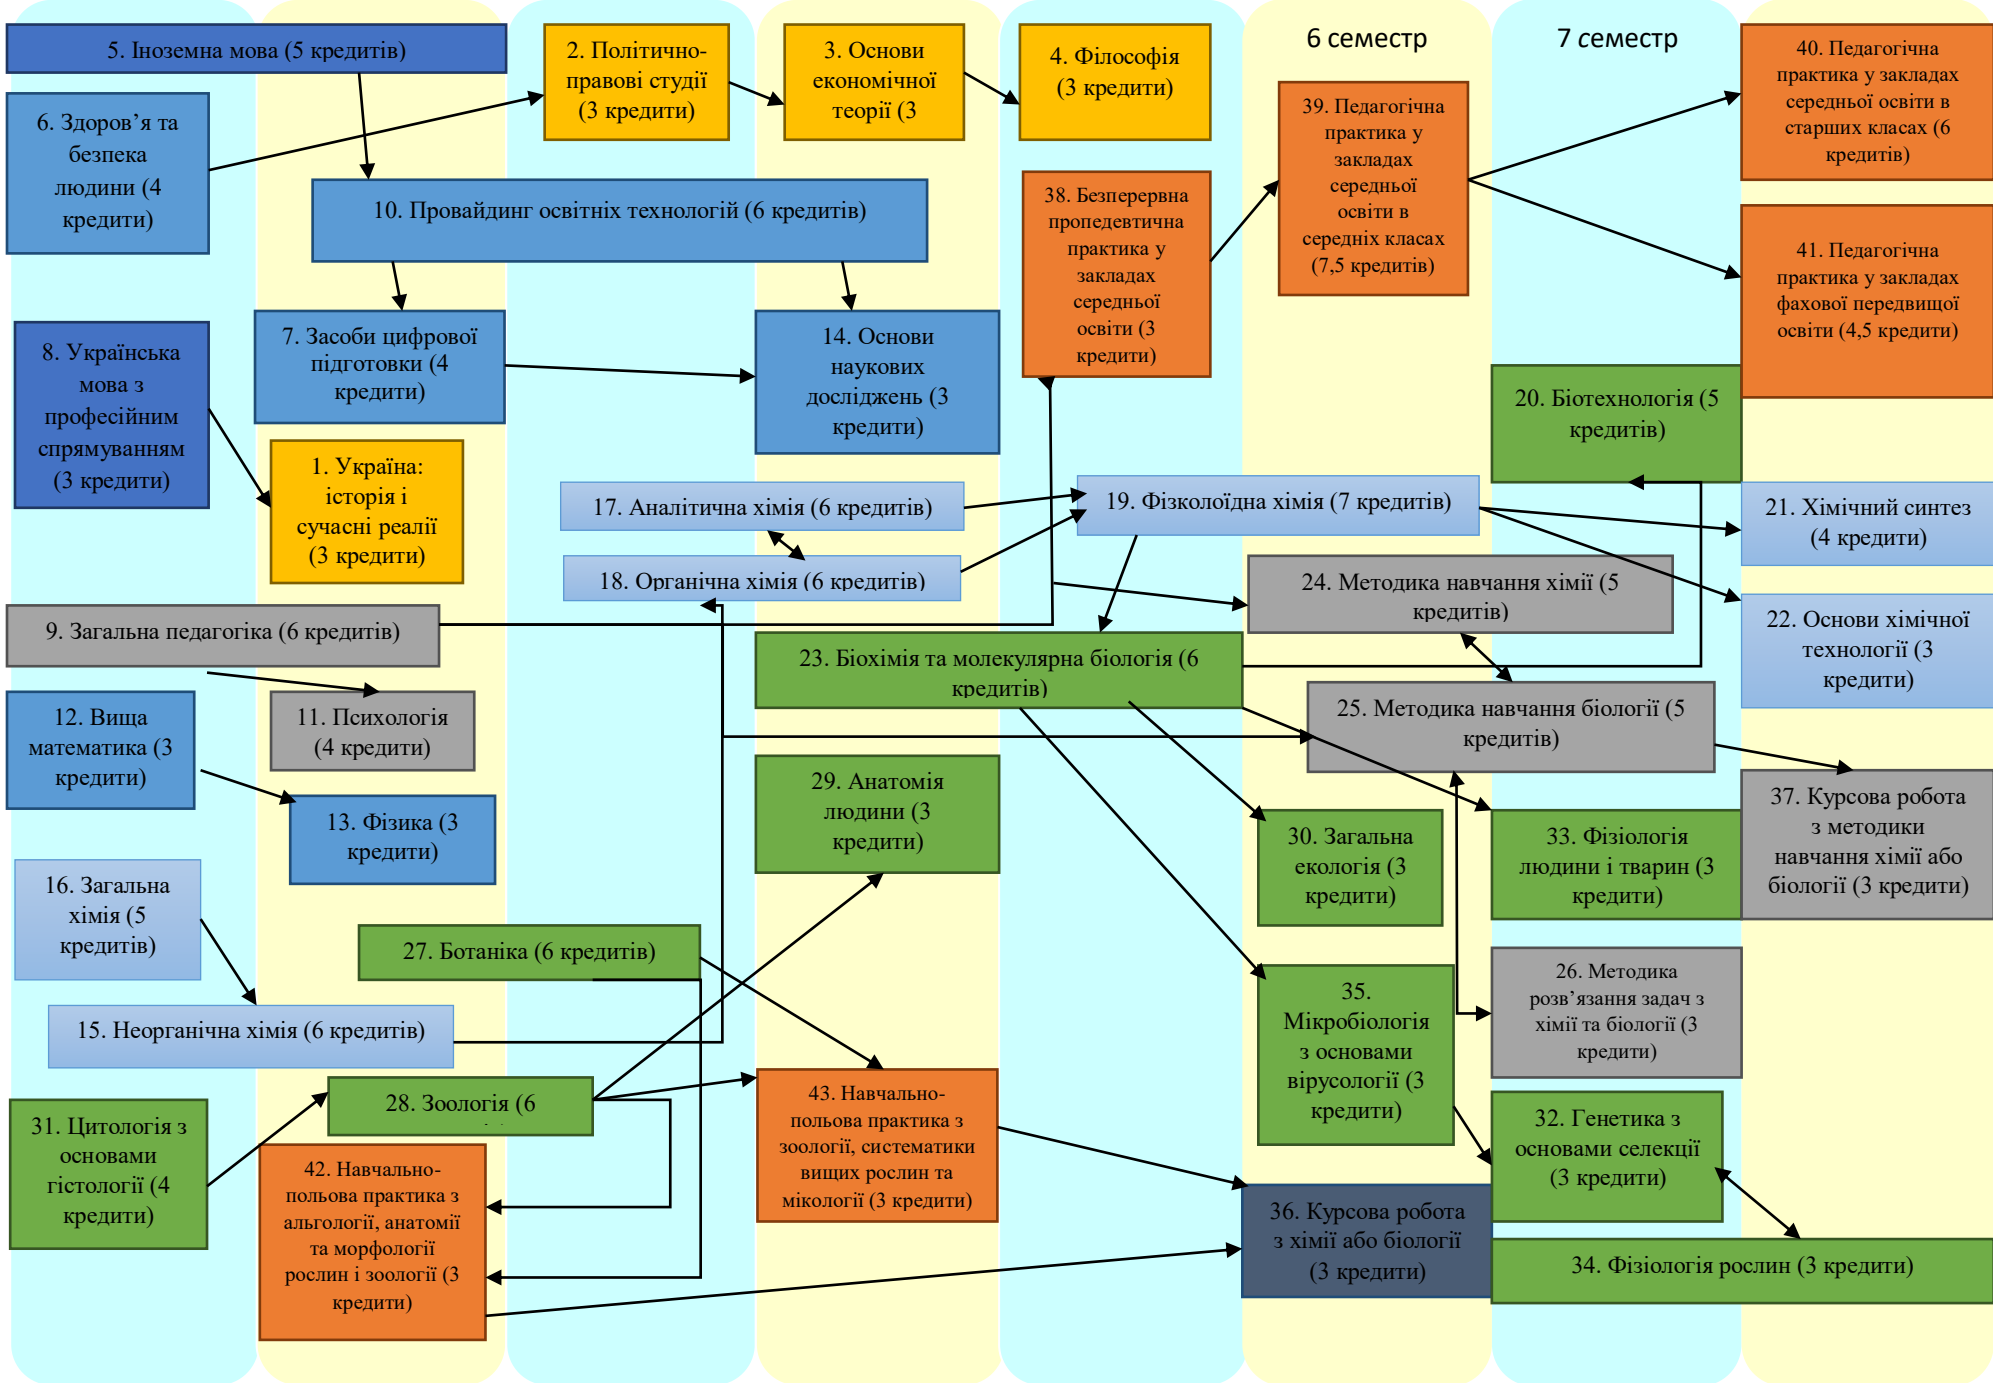 5. Іноземна мова (5 кредитів)
2. Політично-
правові студії
(3 кредити)
3. Основи
економічної
теорії (3
4. Філософія
(3 кредити)
6 семестр
7 семестр
40. Педагогічна
практика у закладах
середньої освіти в
старших класах (6
кредитів)
6. Здоров’я та
безпека
людини (4
кредити)
39. Педагогічна
практика у
закладах
середньої
освіти в
середніх класах
(7,5 кредитів)
10. Провайдинг освітніх технологій (6 кредитів)
38. Безперервна
пропедевтична
практика у
закладах
середньої
освіти (3
кредити)
41. Педагогічна
практика у закладах
фахової передвищої
освіти (4,5 кредити)
8. Українська
мова з
професійним
спрямуванням
(3 кредити)
7. Засоби цифрової
підготовки (4
кредити)
14. Основи
наукових
досліджень (3
кредити)
20. Біотехнологія (5
кредитів)
1. Україна:
історія і
сучасні реалії
(3 кредити)
17. Аналітична хімія (6 кредитів)
19. Фізколоїдна хімія (7 кредитів)
21. Хімічний синтез
(4 кредити)
18. Органічна хімія (6 кредитів)
24. Методика навчання хімії (5
кредитів)
9. Загальна педагогіка (6 кредитів)
23. Біохімія та молекулярна біологія (6
кредитів)
22. Основи хімічної
технології (3
кредити)
12. Вища
математика (3
кредити)
11. Психологія
(4 кредити)
25. Методика навчання біології (5
кредитів)
13. Фізика (3
кредити)
29. Анатомія
людини (3
кредити)
30. Загальна
екологія (3
кредити)
33. Фізіологія
людини і тварин (3
кредити)
37. Курсова робота
з методики
навчання хімії або
біології (3 кредити)
16. Загальна
хімія (5
кредитів)
27. Ботаніка (6 кредитів)
15. Неорганічна хімія (6 кредитів)
35.
Мікробіологія
з основами
вірусології (3
кредити)
26. Методика
розв’язання задач з
хімії та біології (3
кредити)
31. Цитологія з
основами
гістології (4
кредити)
28. Зоологія (6
43. Навчально-
польова практика з
зоології, систематики
вищих рослин та
мікології (3 кредити)
32. Генетика з
основами селекції
(3 кредити)
42. Навчально-
польова практика з
альгології, анатомії
та морфології
рослин і зоології (3
кредити)
36. Курсова робота
з хімії або біології
(3 кредити)
34. Фізіологія рослин (3 кредити)